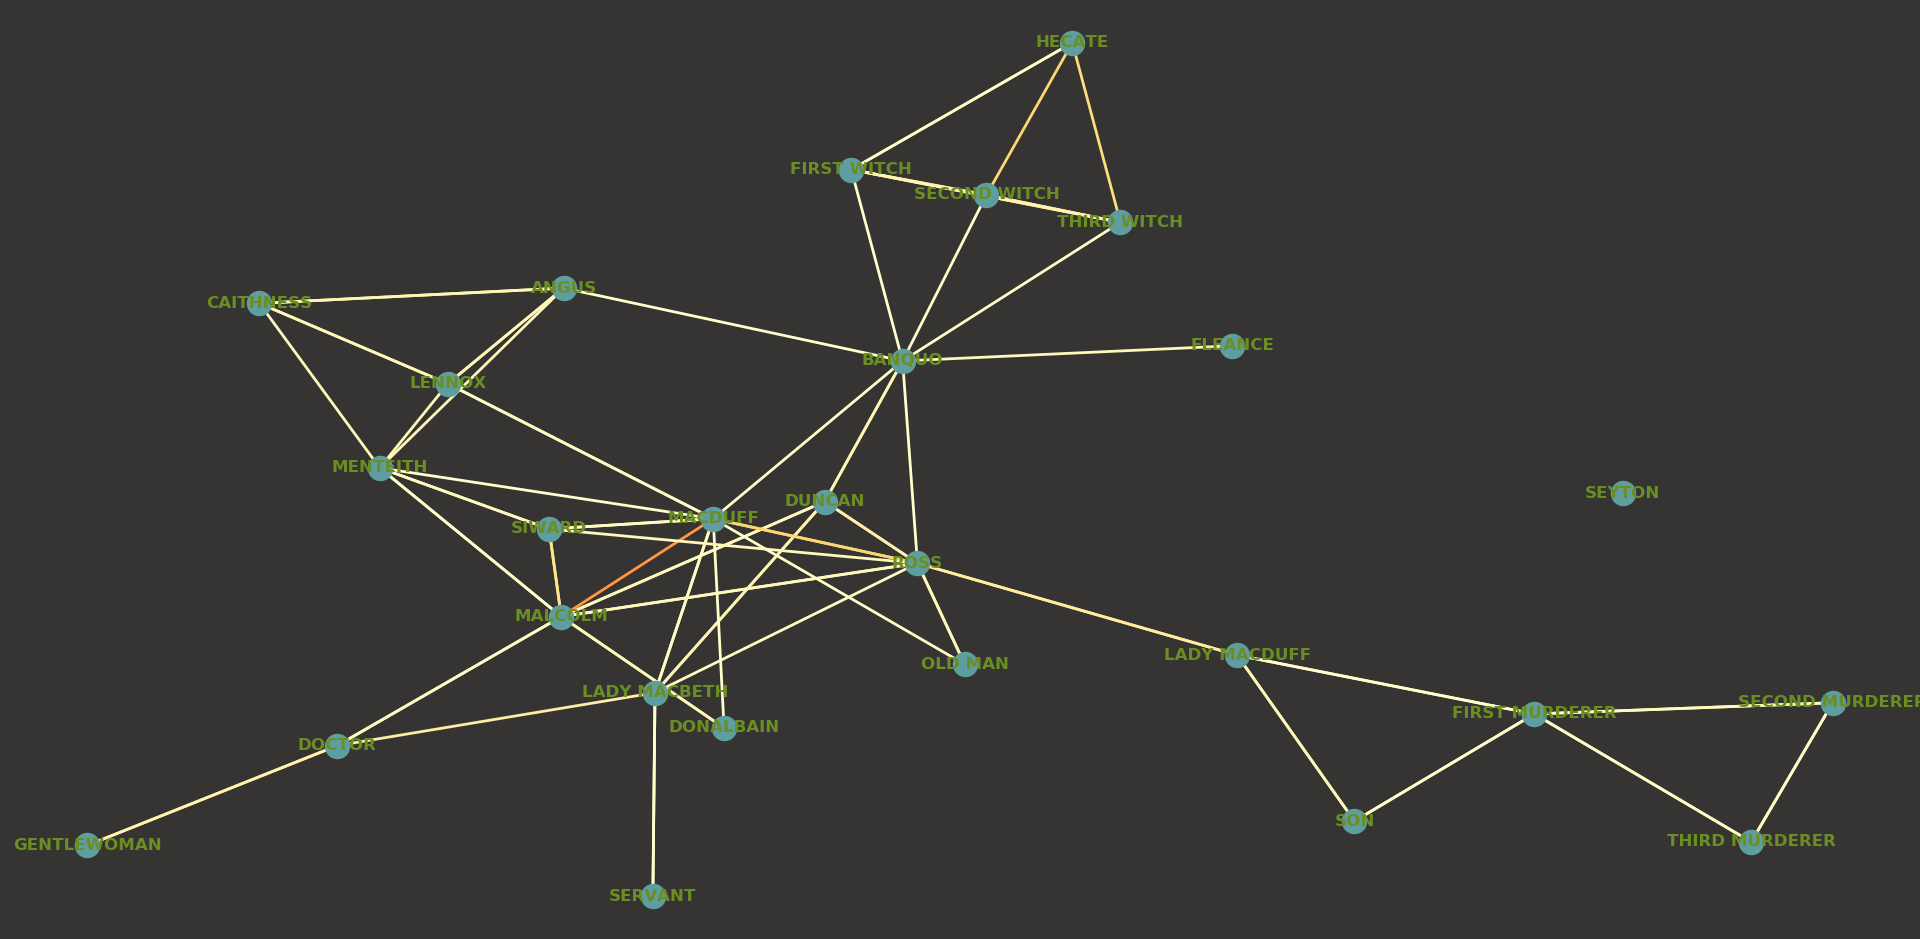 HECATE
FIRST WITCH
SECOND WITCH
THIRD WITCH
ANGUS
CAITHNESS
FLEANCE
BANQUO
LENNOX
MENTEITH
SEYTON
DUNCAN
MACDUFF
SIWARD
ROSS
MALCOLM
LADY MACDUFF
OLD MAN
LADY MACBETH
SECOND MURDERER
FIRST MURDERER
DONALBAIN
DOCTOR
SON
THIRD MURDERER
GENTLEWOMAN
SERVANT